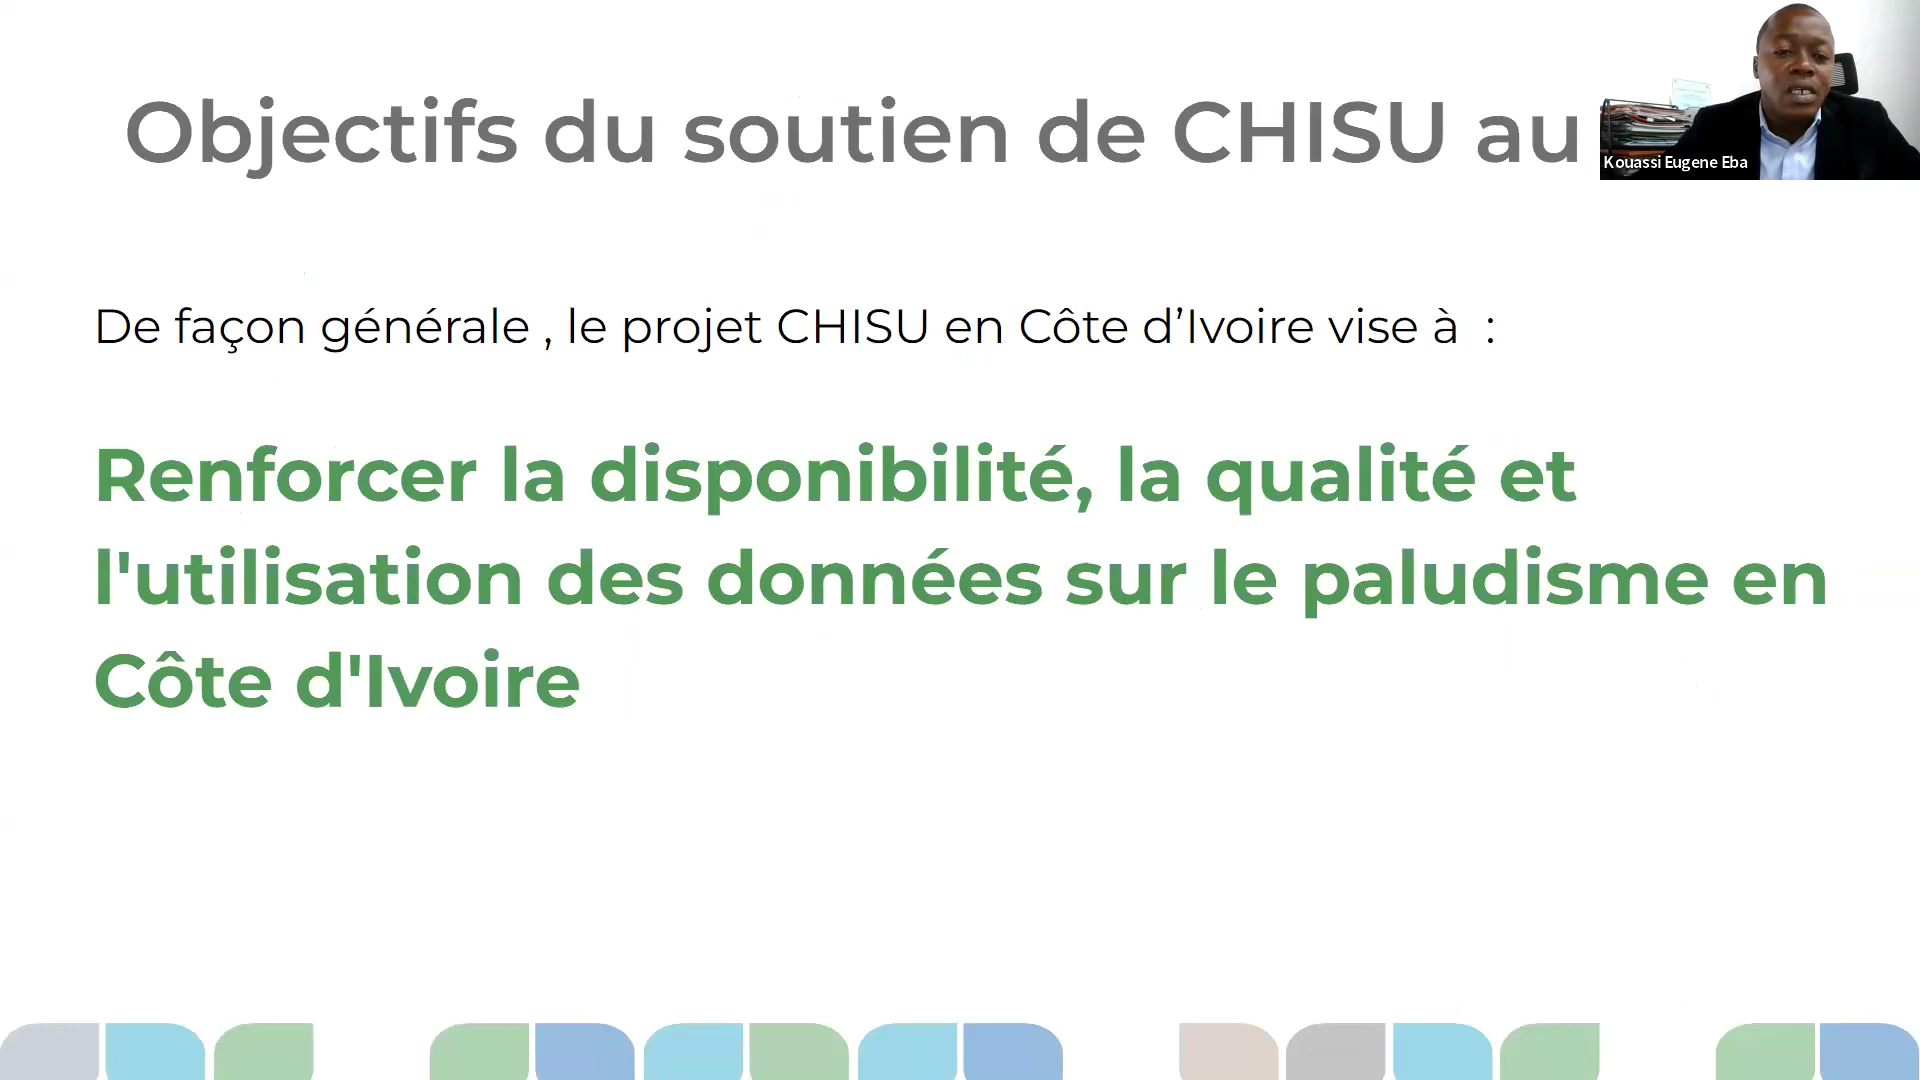 Objectifs du soutien de CHISU au
Kouassi Eugene Eba
De façon générale , le projet CHISU en Côte d’Ivoire vise à :
Renforcer la disponibilité, la qualité et
l'utilisation des données sur le paludisme en
Côte d'Ivoire